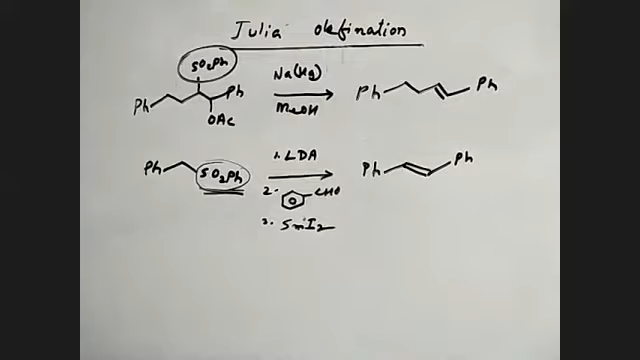 Julia olefination
SO2Ph
Ph Ph OAc Na(Hg) MeOH Ph Ph
Ph SO2Ph 1. LDA Ph Ph
2. CHO
3. SmI2